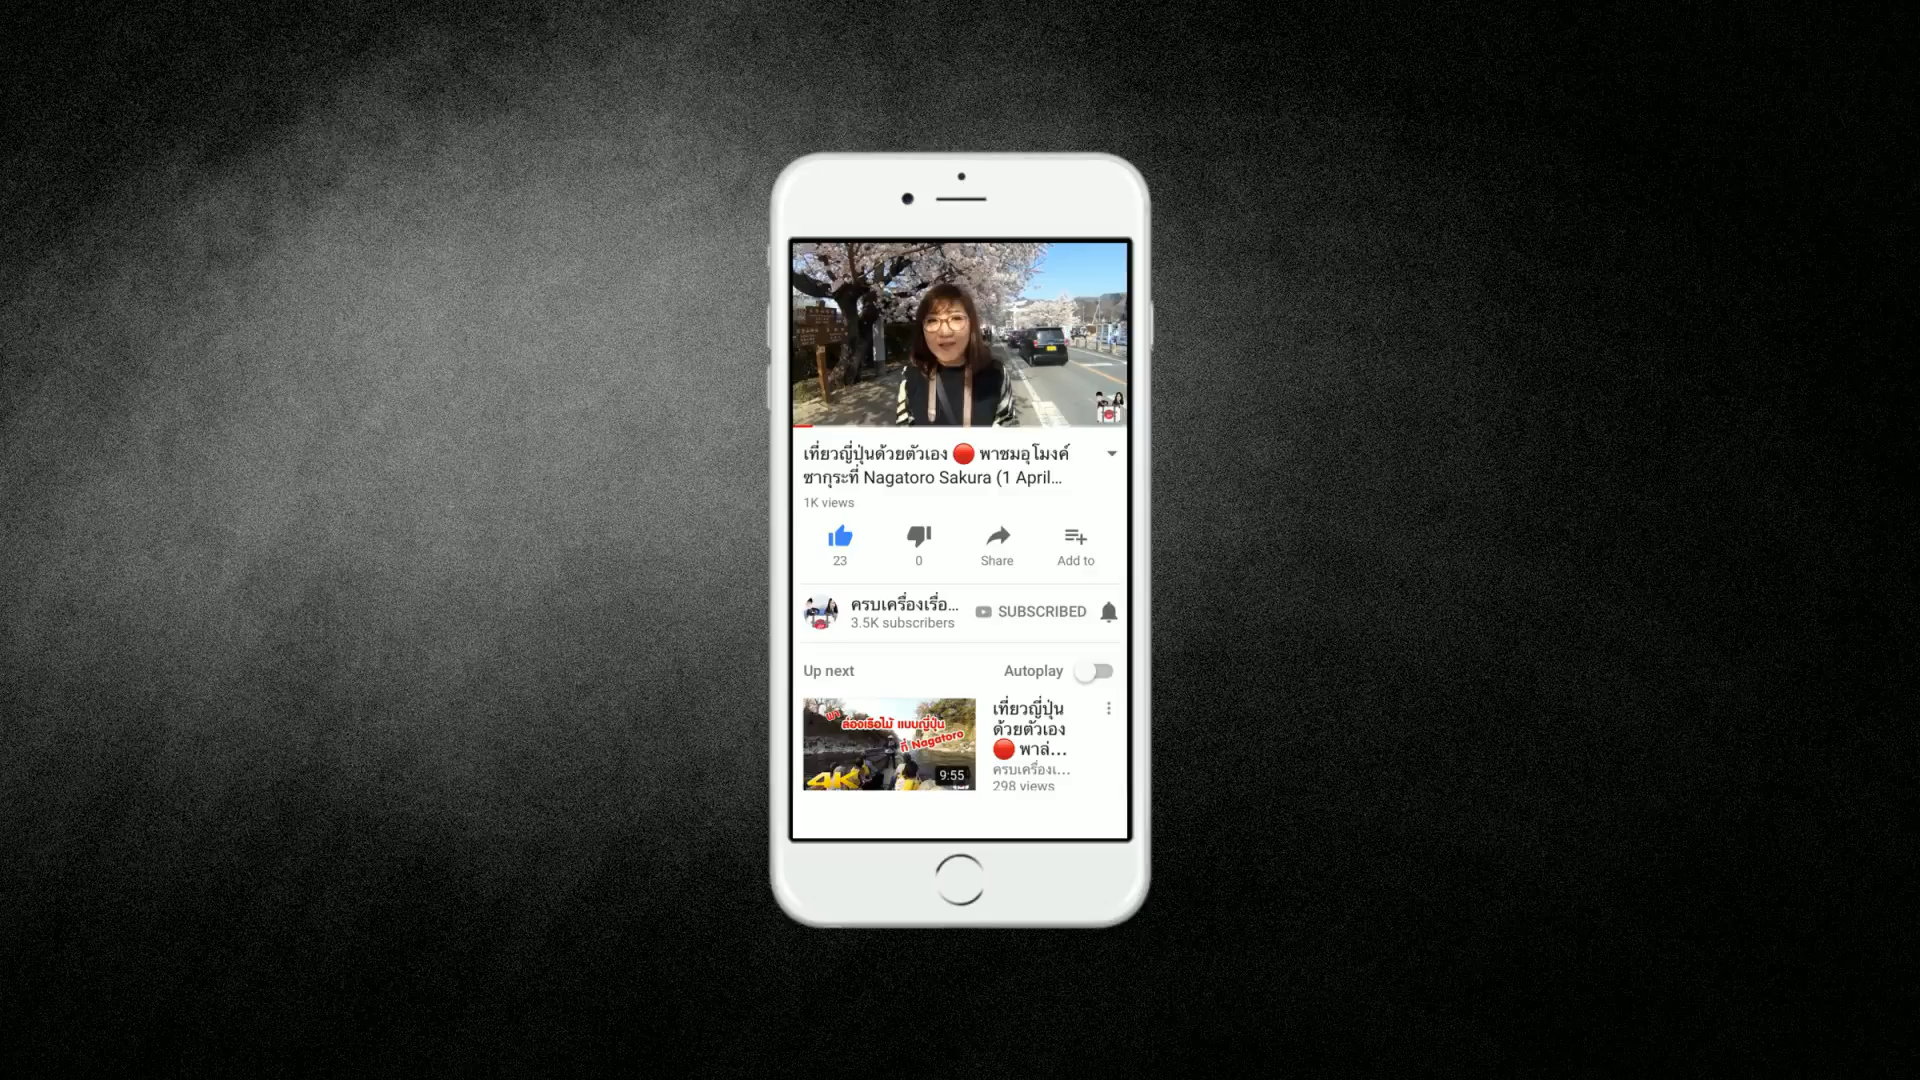 เที่ยวญี่ปุ่นด้วยตัวเอง 🔴 พาชมอุโมงค์
ซากุระที่ Nagatoro Sakura (1 April...
1K views
23
0
Share
Add to
ครบเครื่องเรื่อ...
3.5K subscribers
SUBSCRIBED
Up next
Autoplay
พา
ล่องเรือไม้ แบบญี่ปุ่น
ที่ Nagatoro
4K
9:55
เที่ยวญี่ปุ่น
ด้วยตัวเอง
🔴 พาล่...
ครบเครื่องเ...
298 views